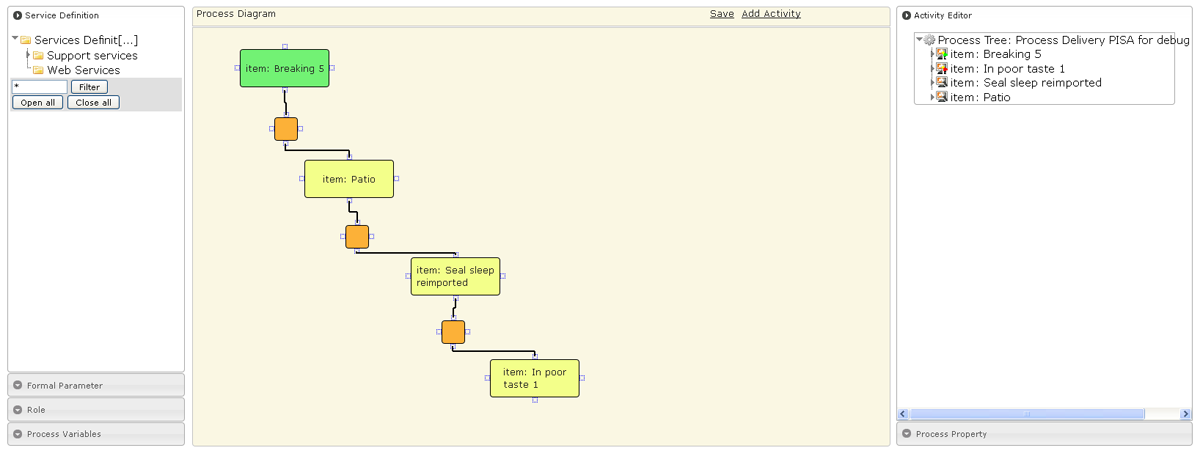 Service Definition
Services Definit[...]
Support services
Web Services
*
Filter
Open all
Close all
Formal Parameter
Role
Process Variables
Process Diagram
Save
Add Activity
item: Breaking 5
item: Patio
item: Seal sleep
reimported
item: In poor
taste 1
Activity Editor
Process Tree: Process Delivery PISA for debug
item: Breaking 5
item: In poor taste 1
item: Seal sleep reimported
item: Patio
Process Property